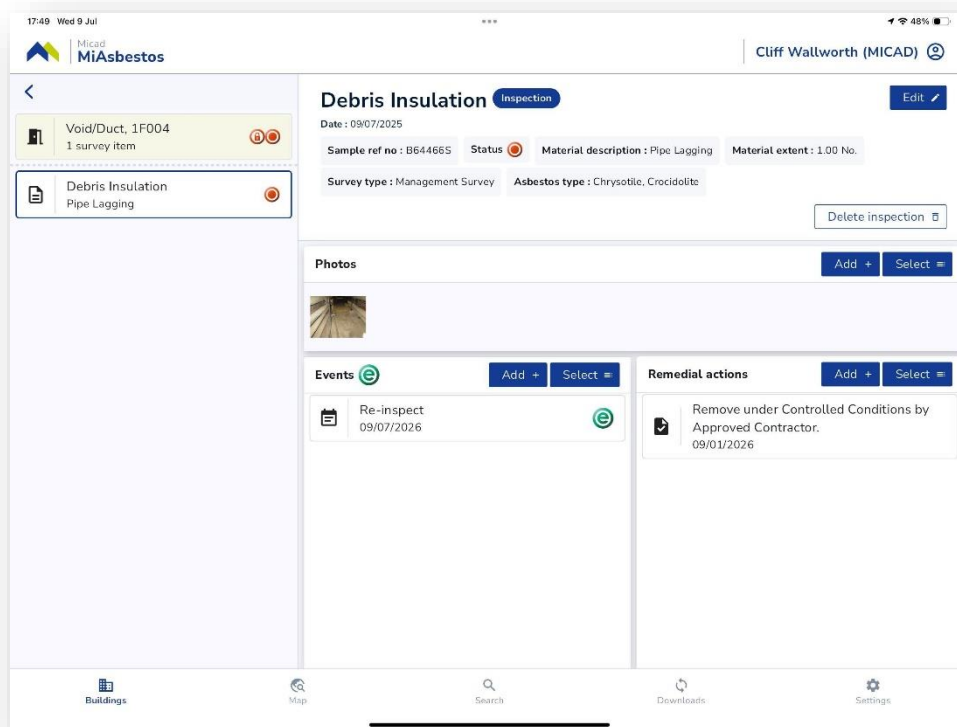 17:49 Wed 9 Jul
48%
Micad
MiAsbestos
Cliff Wallworth (MICAD)
Void/Duct, 1F004
1 survey item
Debris Insulation
Pipe Lagging
Debris Insulation Inspection
Edit
Date : 09/07/2025
Sample ref no : B64466S Status Material description : Pipe Lagging Material extent : 1.00 No.
Survey type : Management Survey Asbestos type : Chrysotile, Crocidolite
Delete inspection
Photos Add + Select
Events e Add + Select
Re-inspect e
09/07/2026
Remedial actions Add + Select
Remove under Controlled Conditions by
Approved Contractor.
09/01/2026
Buildings Map Search Downloads Settings